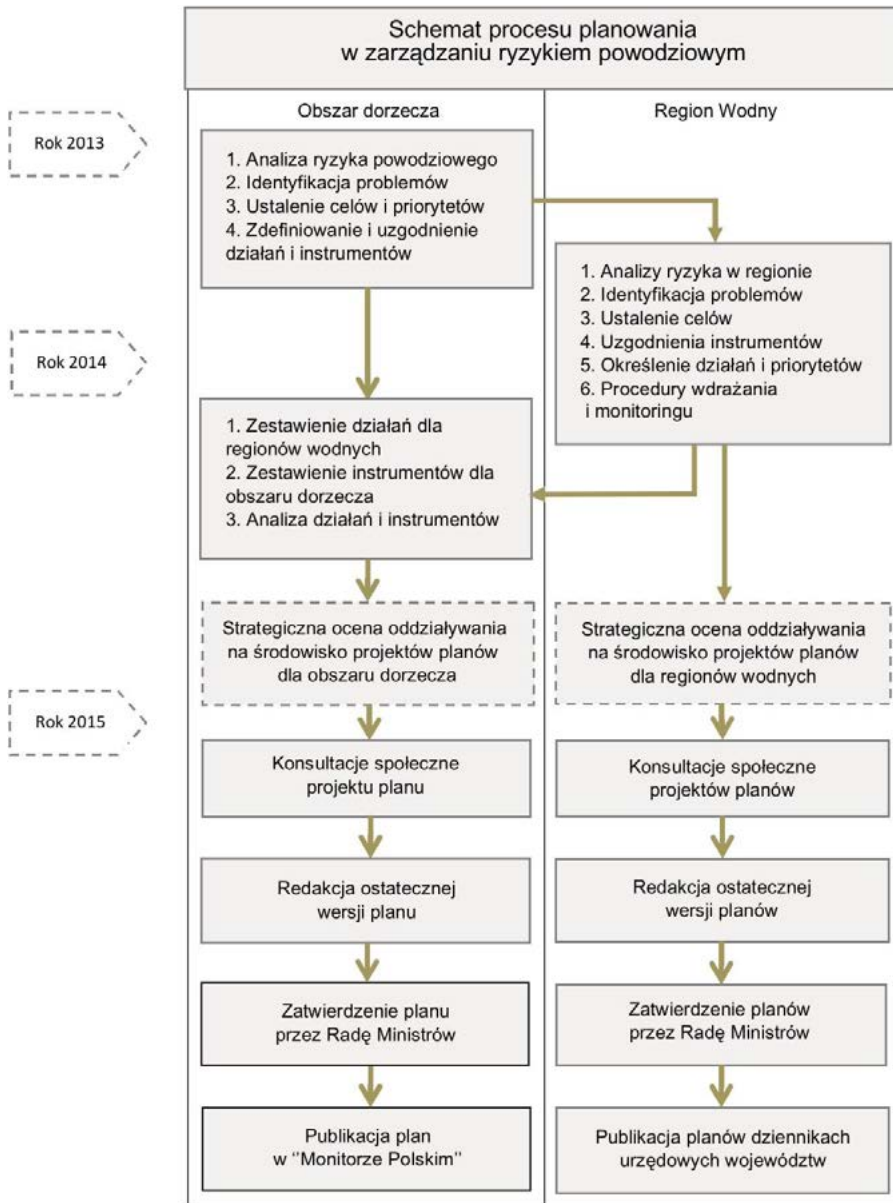 Schemat procesu planowania
w zarządzaniu ryzykiem powodziowym
Obszar dorzecza
Region Wodny
Rok 2013
1. Analiza ryzyka powodziowego
2. Identyfikacja problemów
3. Ustalenie celów i priorytetów
4. Zdefiniowanie i uzgodnienie
działań i instrumentów
1. Analizy ryzyka w regionie
2. Identyfikacja problemów
3. Ustalenie celów
4. Uzgodnienia instrumentów
5. Określenie działań i priorytetów
6. Procedury wdrażania
i monitoringu
Rok 2014
1. Zestawienie działań dla
regionów wodnych
2. Zestawienie instrumentów dla
obszaru dorzecza
3. Analiza działań i instrumentów
Strategiczna ocena oddziaływania
na środowisko projektów planów
dla obszaru dorzecza
Strategiczna ocena oddziaływania
na środowisko projektów planów
dla regionów wodnych
Rok 2015
Konsultacje społeczne
projektu planu
Konsultacje społeczne
projektów planów
Redakcja ostatecznej
wersji planu
Redakcja ostatecznej
wersji planów
Zatwierdzenie planu
przez Radę Ministrów
Zatwierdzenie planów
przez Radę Ministrów
Publikacja plan
w "Monitorze Polskim"
Publikacja planów dziennikach
urzędowych województw